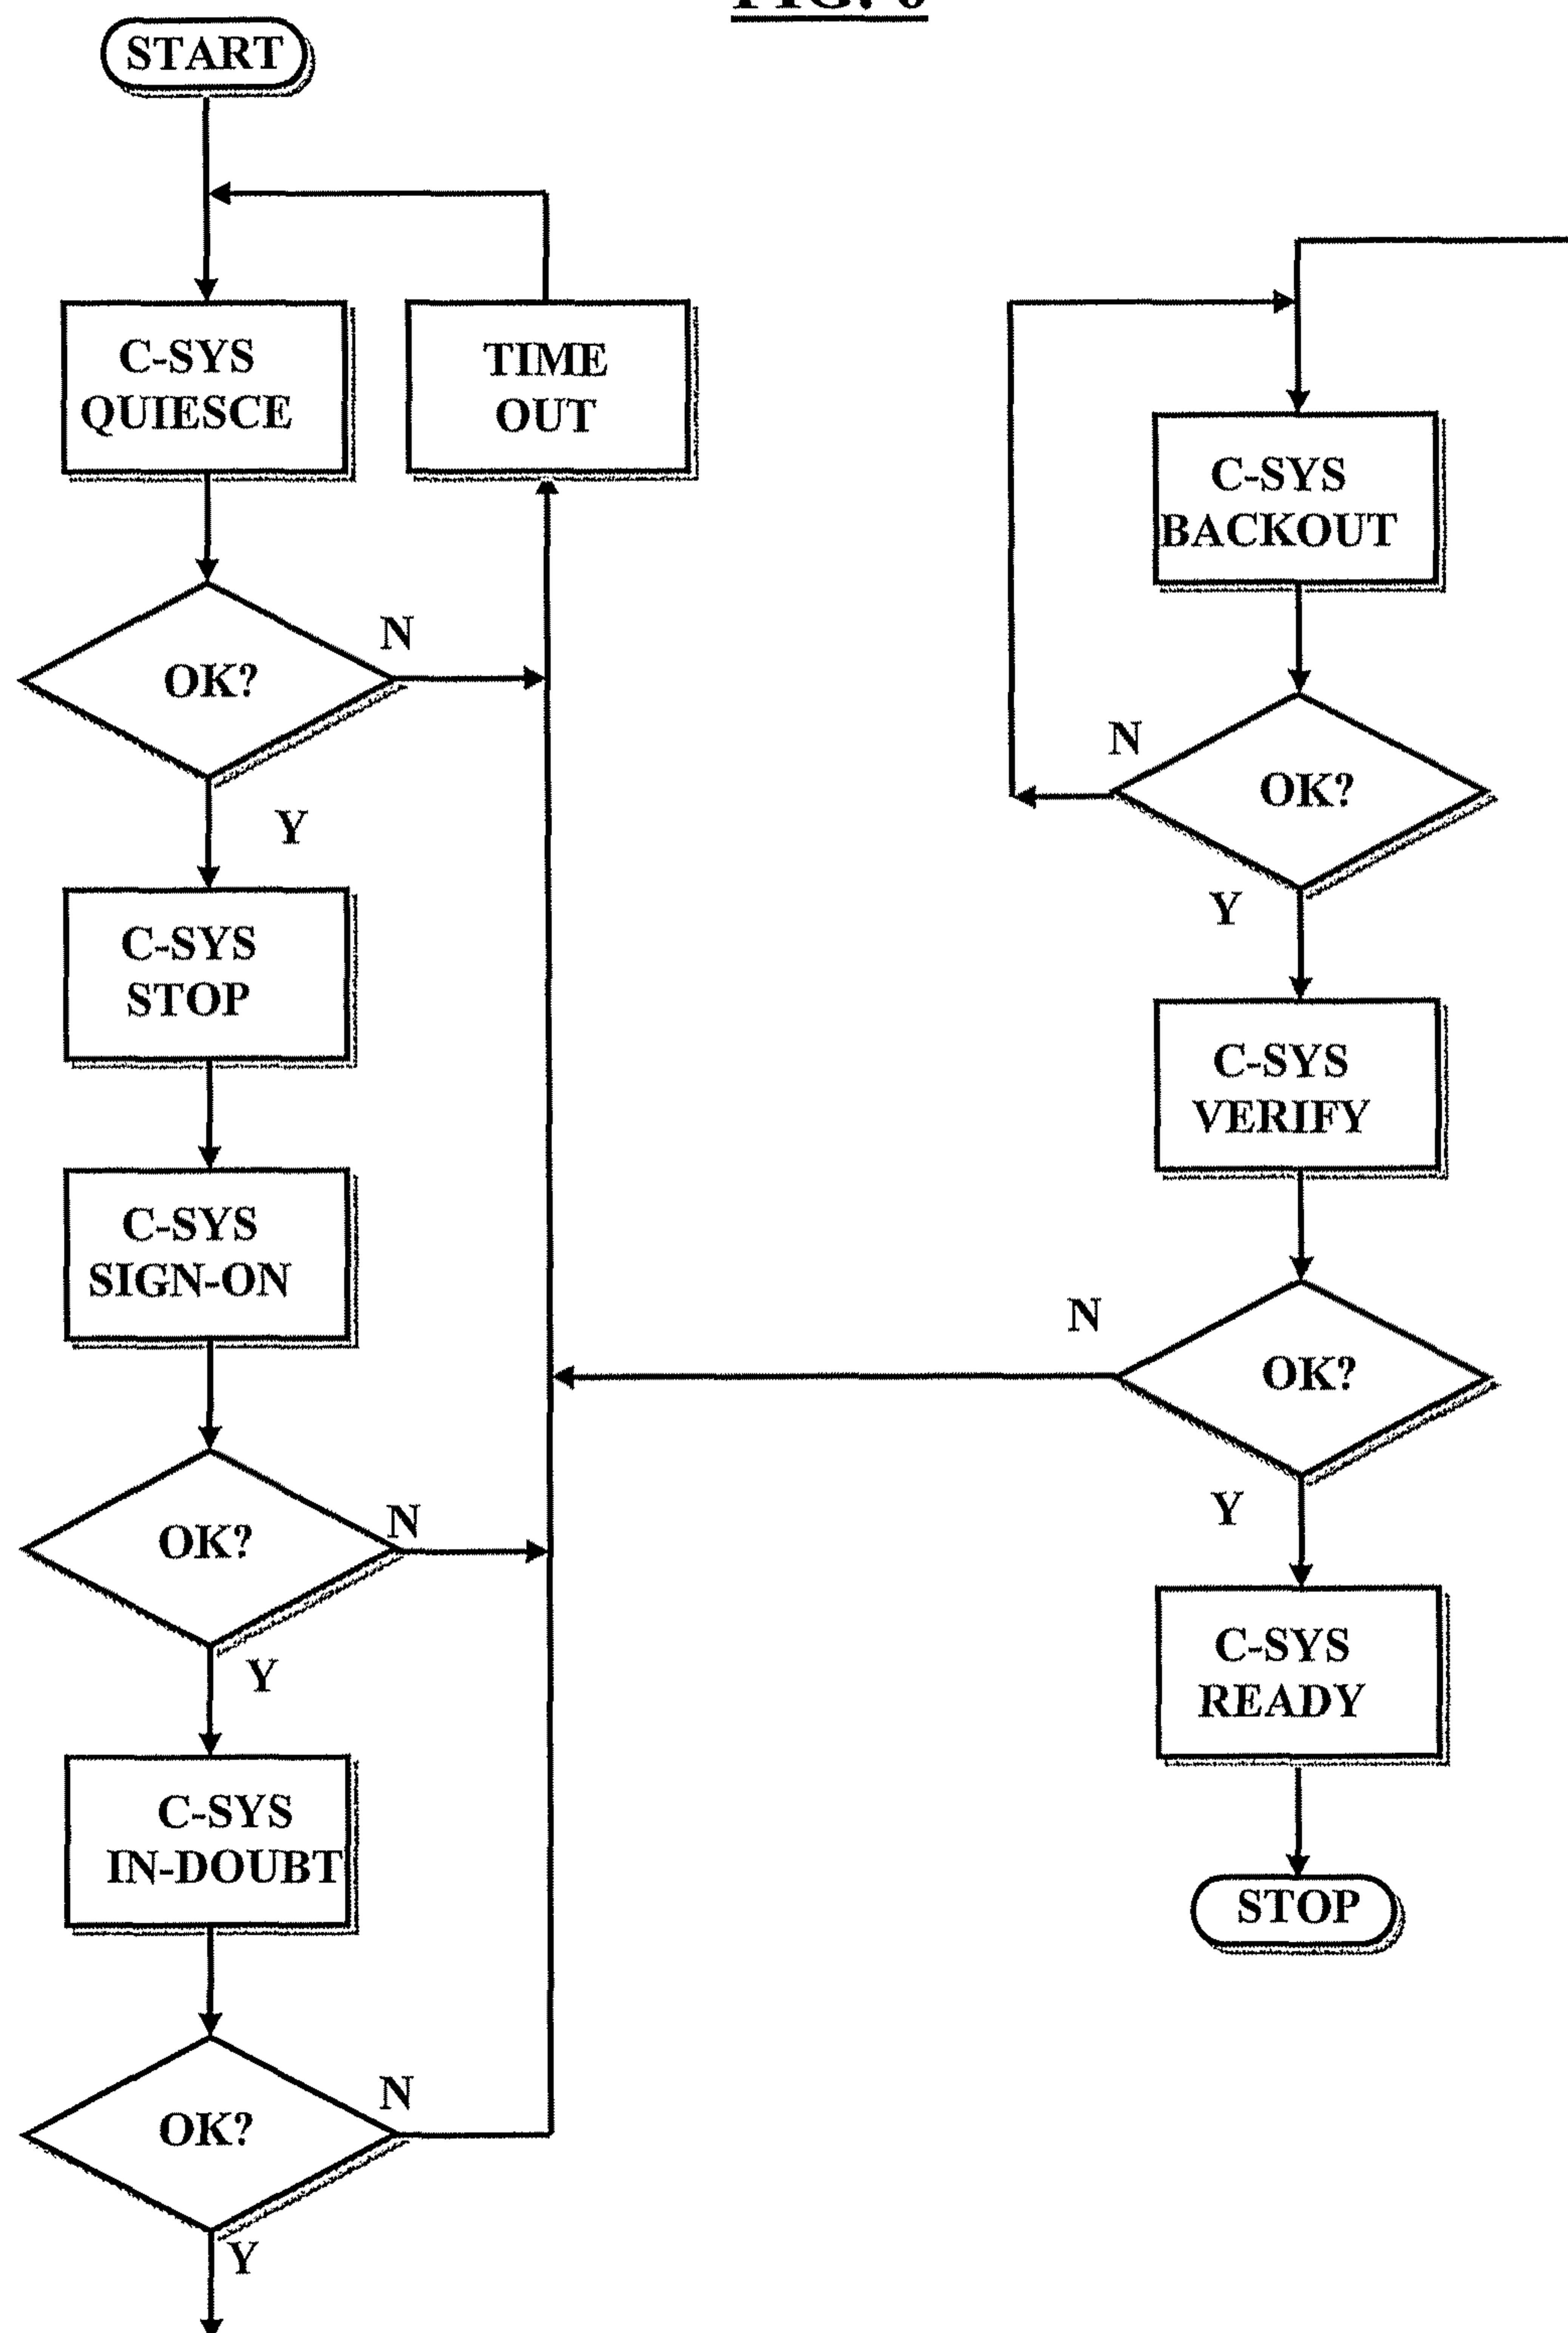 START
C-SYS
QUIESCE
TIME
OUT
OK?
N
Y
C-SYS
STOP
C-SYS
SIGN-ON
OK?
N
Y
C-SYS
IN-DOUBT
OK?
N
Y
C-SYS
BACKOUT
N
OK?
Y
C-SYS
VERIFY
N
OK?
Y
C-SYS
READY
STOP